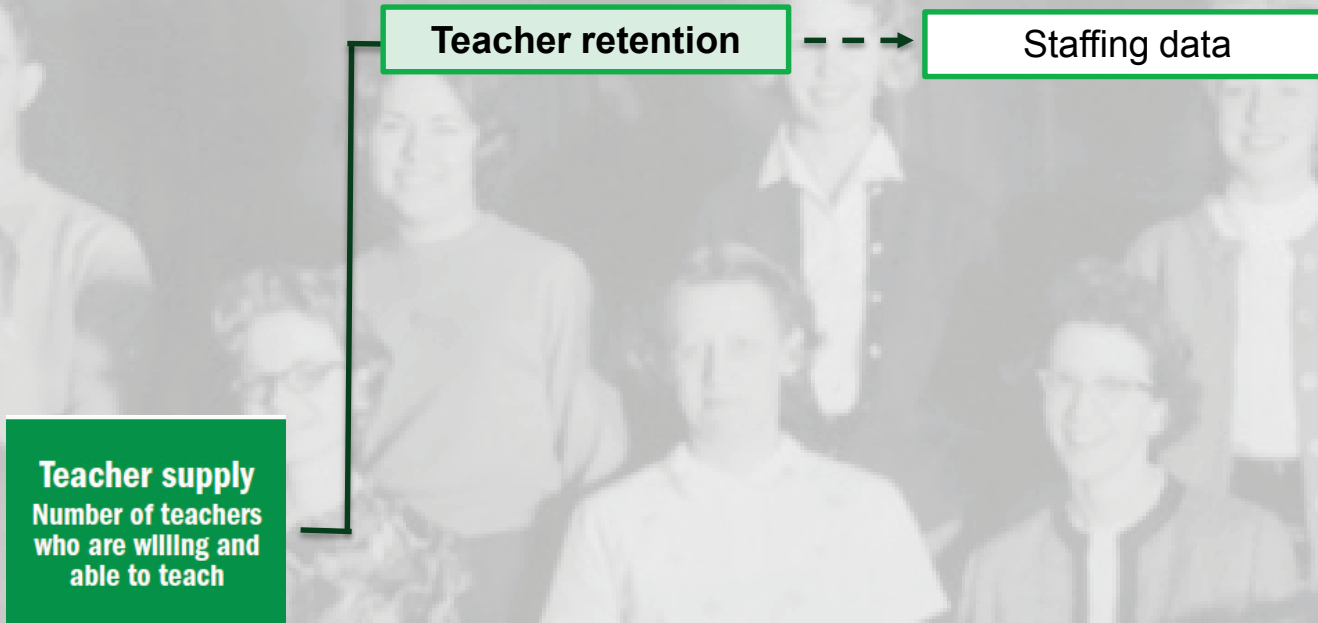 Teacher retention
Staffing data
Teacher supply
Number of teachers
who are willing and
able to teach